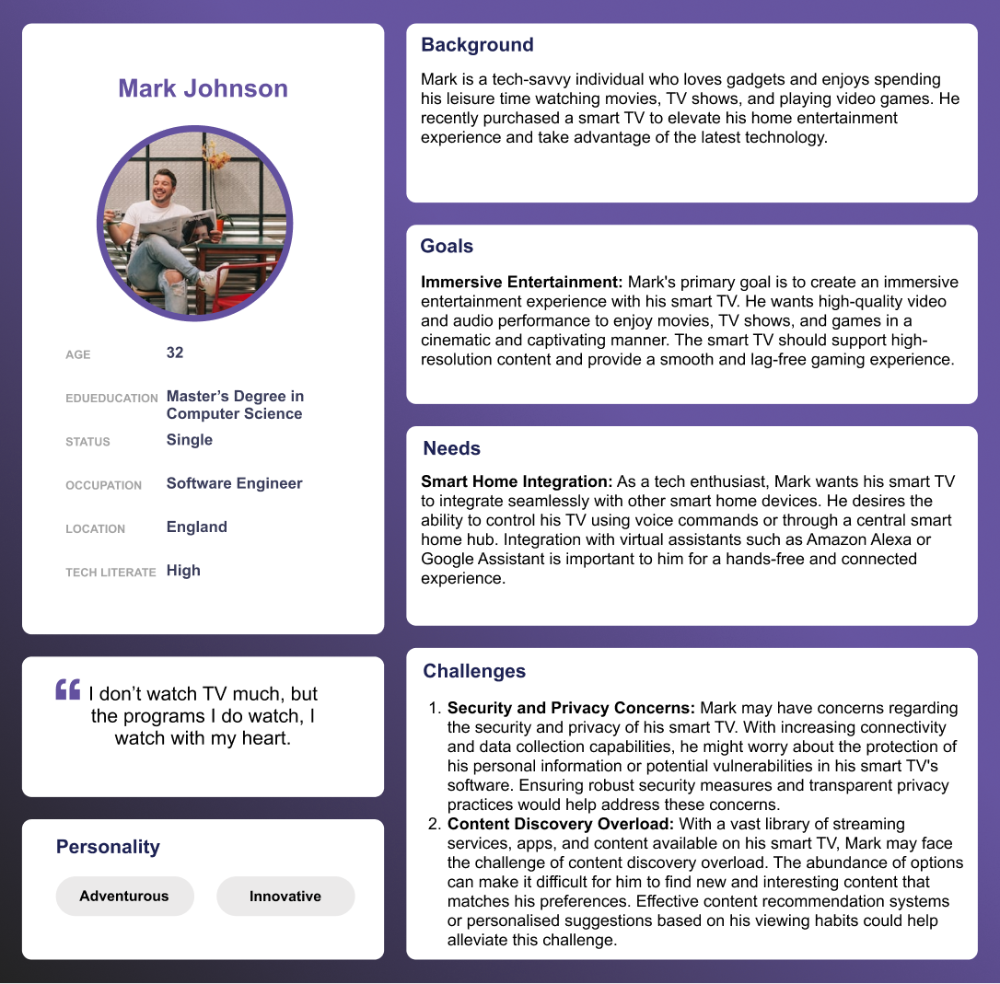 Mark Johnson
AGE 32
EDUEDUCATION Master’s Degree in
Computer Science
STATUS Single
OCCUPATION Software Engineer
LOCATION England
TECH LITERATE High
“ I don’t watch TV much, but
the programs I do watch, I
watch with my heart.
Personality
Adventurous Innovative
Background
Mark is a tech-savvy individual who loves gadgets and enjoys spending
his leisure time watching movies, TV shows, and playing video games. He
recently purchased a smart TV to elevate his home entertainment
experience and take advantage of the latest technology.
Goals
Immersive Entertainment: Mark's primary goal is to create an immersive
entertainment experience with his smart TV. He wants high-quality video
and audio performance to enjoy movies, TV shows, and games in a
cinematic and captivating manner. The smart TV should support high-
resolution content and provide a smooth and lag-free gaming experience.
Needs
Smart Home Integration: As a tech enthusiast, Mark wants his smart TV
to integrate seamlessly with other smart home devices. He desires the
ability to control his TV using voice commands or through a central smart
home hub. Integration with virtual assistants such as Amazon Alexa or
Google Assistant is important to him for a hands-free and connected
experience.
Challenges
1. Security and Privacy Concerns: Mark may have concerns regarding
the security and privacy of his smart TV. With increasing connectivity
and data collection capabilities, he might worry about the protection of
his personal information or potential vulnerabilities in his smart TV's
software. Ensuring robust security measures and transparent privacy
practices would help address these concerns.
2. Content Discovery Overload: With a vast library of streaming
services, apps, and content available on his smart TV, Mark may face
the challenge of content discovery overload. The abundance of options
can make it difficult for him to find new and interesting content that
matches his preferences. Effective content recommendation systems
or personalised suggestions based on his viewing habits could help
alleviate this challenge.